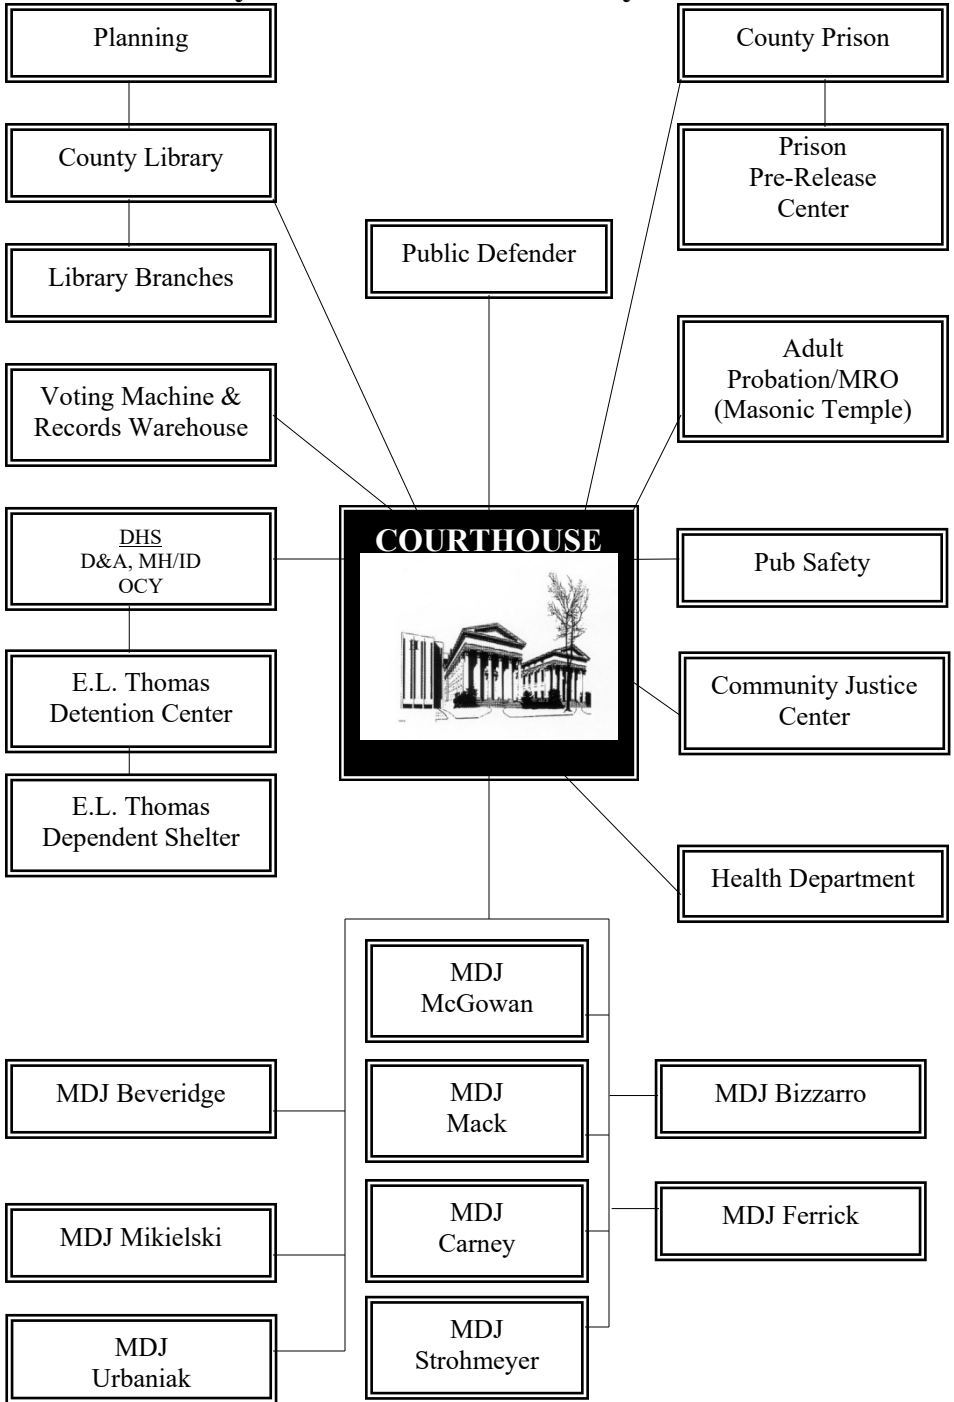 Planning
County Prison
County Library
Prison
Pre-Release
Center
Public Defender
Library Branches
Adult
Probation/MRO
(Masonic Temple)
Voting Machine &
Records Warehouse
COURTHOUSE
DHS
D&A, MH/ID
OCY
Pub Safety
E.L. Thomas
Detention Center
Community Justice
Center
E.L. Thomas
Dependent Shelter
Health Department
MDJ
McGowan
MDJ Beveridge
MDJ
Mack
MDJ Bizzarro
MDJ Mikielski
MDJ
Carney
MDJ Ferrick
MDJ
Urbaniak
MDJ
Strohmeyer